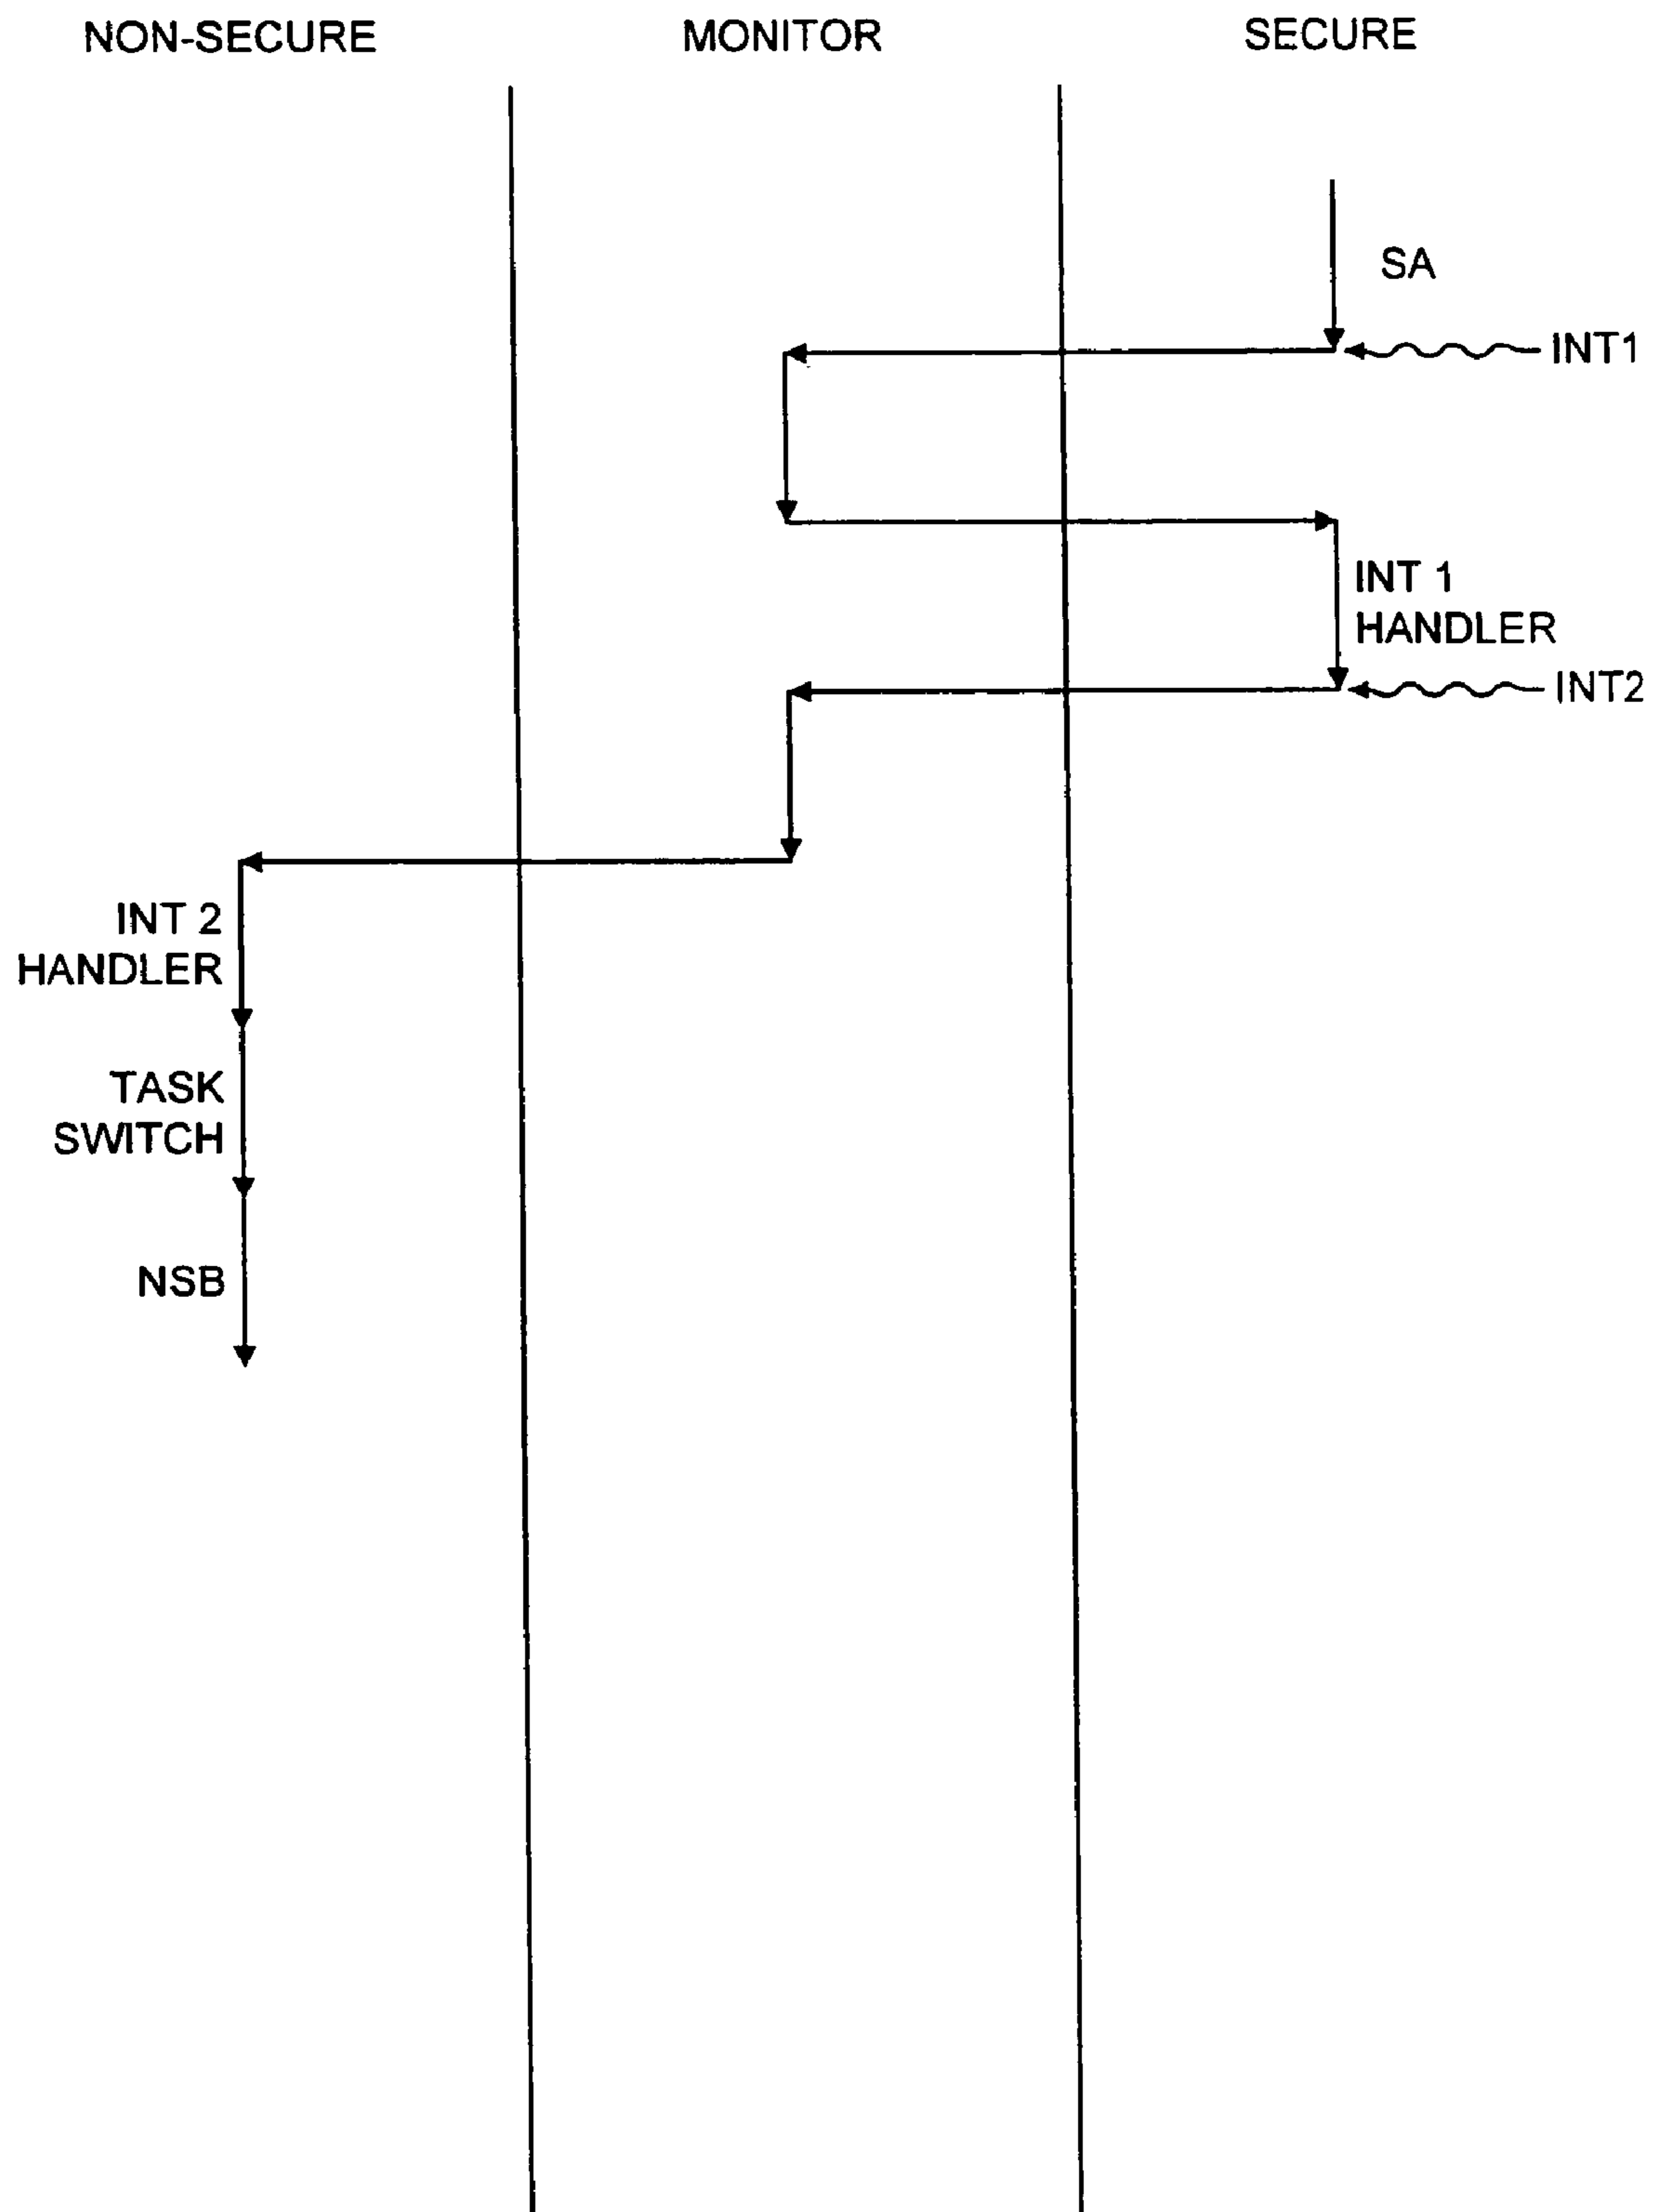 NON-SECURE
MONITOR
SECURE
SA
INT1
INT 1
HANDLER
INT2
INT 2
HANDLER
TASK
SWITCH
NSB